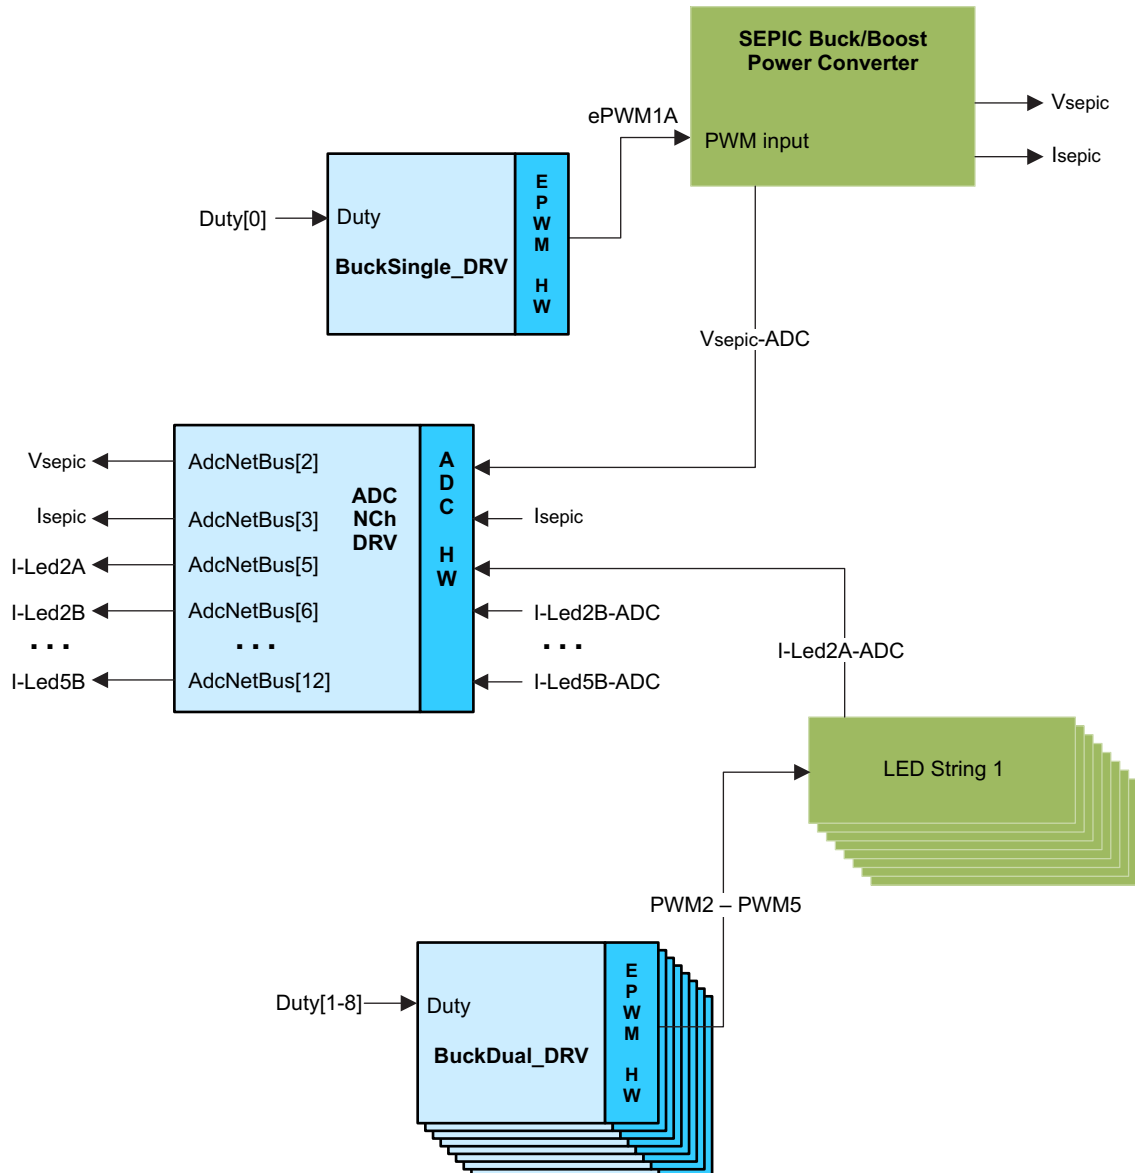 SEPIC Buck/Boost
Power Converter
ePWM1A
PWM input
Vsepic
Isepic
Duty[0]
Duty
BuckSingle_DRV
E
P
W
M
H
W
Vsepic-ADC
Vsepic
AdcNetBus[2]
Isepic
AdcNetBus[3]
I-Led2A
AdcNetBus[5]
I-Led2B
AdcNetBus[6]
. . .
. . .
I-Led5B
AdcNetBus[12]
ADC
NCh
DRV
A
D
C
H
W
Isepic
I-Led2B-ADC
. . .
I-Led5B-ADC
I-Led2A-ADC
LED String 1
PWM2 – PWM5
Duty[1-8]
Duty
BuckDual_DRV
E
P
W
M
H
W